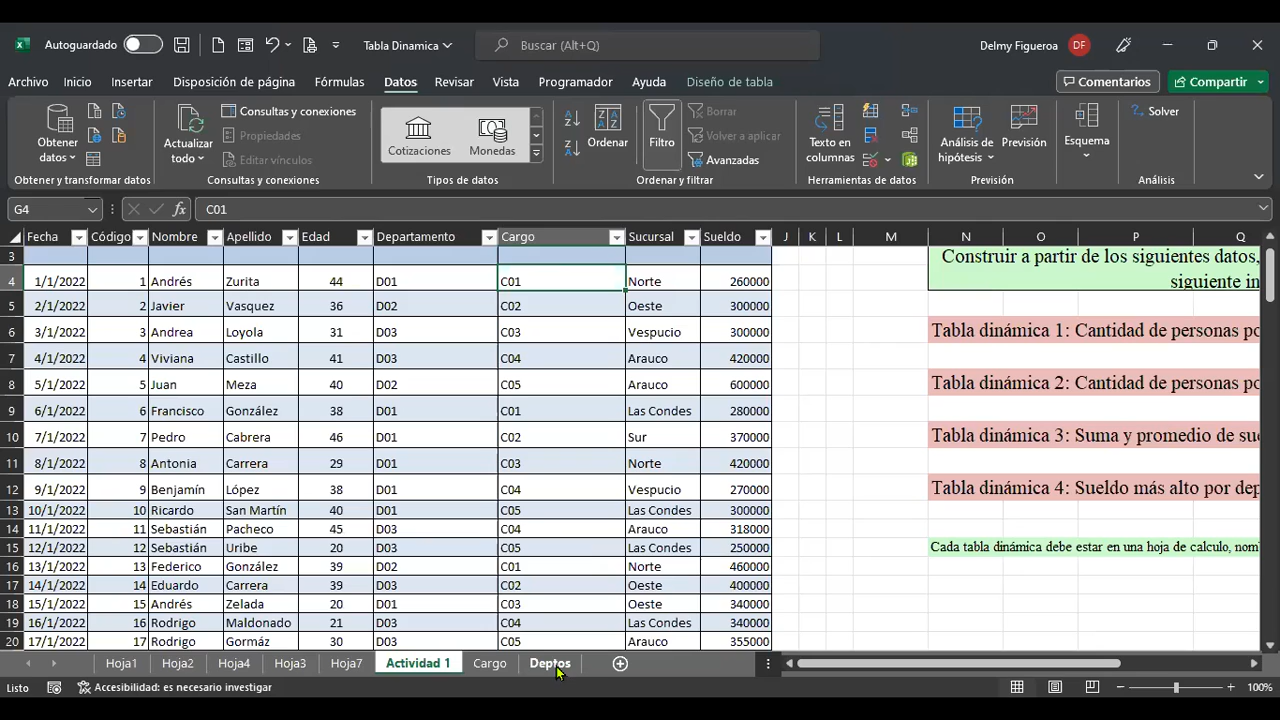 Autoguardado
Tabla Dinamica
Buscar (Alt+Q)
Delmy Figueroa
DF
Archivo Inicio Insertar Disposición de página Fórmulas Datos Revisar Vista Programador Ayuda Diseño de tabla
Comentarios
Compartir
Obtener datos
Actualizar todo
Consultas y conexiones
Propiedades
Editar vínculos
Cotizaciones
Monedas
Ordenar
Filtro
Borrar
Volver a aplicar
Avanzadas
Texto en columnas
Análisis de hipótesis
Previsión
Esquema
Solver
Obtener y transformar datos
Consultas y conexiones
Tipos de datos
Ordenar y filtrar
Herramientas de datos
Previsión
Análisis
G4
fx
C01
Fecha Código Nombre Apellido Edad Departamento Cargo Sucursal Sueldo J K L M N O P Q
3
4 1/1/2022 1 Andrés Zurita 44 D01 C01 Norte 260000
5 2/1/2022 2 Javier Vasquez 36 D02 C02 Oeste 300000
6 3/1/2022 3 Andrea Loyola 31 D03 C03 Vespucio 300000
7 4/1/2022 4 Viviana Castillo 41 D03 C04 Arauco 420000
8 5/1/2022 5 Juan Meza 40 D02 C05 Arauco 600000
9 6/1/2022 6 Francisco González 38 D01 C01 Las Condes 280000
10 7/1/2022 7 Pedro Cabrera 46 D01 C02 Sur 370000
11 8/1/2022 8 Antonia Carrera 29 D01 C03 Norte 420000
12 9/1/2022 9 Benjamín López 38 D01 C04 Vespucio 270000
13 10/1/2022 10 Ricardo San Martín 40 D01 C05 Las Condes 300000
14 11/1/2022 11 Sebastián Pacheco 45 D03 C04 Arauco 318000
15 12/1/2022 12 Sebastián Uribe 20 D03 C05 Las Condes 250000
16 13/1/2022 13 Federico González 39 D02 C01 Norte 460000
17 14/1/2022 14 Eduardo Carrera 39 D03 C02 Oeste 400000
18 15/1/2022 15 Andrés Zelada 20 D01 C03 Oeste 340000
19 16/1/2022 16 Rodrigo Maldonado 21 D03 C04 Las Condes 340000
20 17/1/2022 17 Rodrigo Gormáz 30 D03 C05 Arauco 355000
Construir a partir de los siguientes datos,
siguiente in
Tabla dinámica 1: Cantidad de personas po
Tabla dinámica 2: Cantidad de personas po
Tabla dinámica 3: Suma y promedio de sue
Tabla dinámica 4: Sueldo más alto por dep
Cada tabla dinámica debe estar en una hoja de calculo, nomb
Hoja1 Hoja2 Hoja4 Hoja3 Hoja7 Actividad 1 Cargo Deptos
Listo
Accesibilidad: es necesario investigar
100%